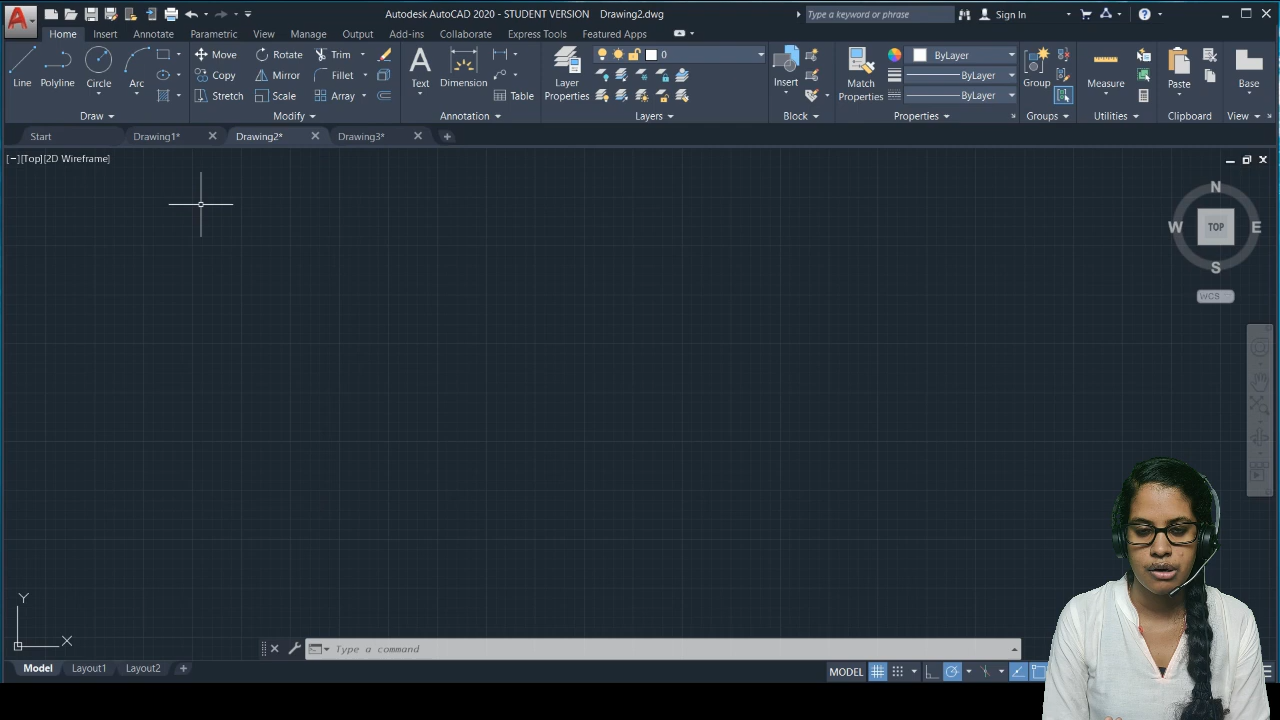 Autodesk AutoCAD 2020 - STUDENT VERSION Drawing2.dwg
Type a keyword or phrase
Sign In
Home Insert Annotate Parametric View Manage Output Add-ins Collaborate Express Tools Featured Apps
Line Polyline Circle Arc
Move Rotate Trim
Copy Mirror Fillet
Stretch Scale Array
Text Dimension Table
Layer Properties
0
Insert
Match Properties
ByLayer
ByLayer
ByLayer
Group Measure Paste Base
Draw Modify Annotation Layers Block Properties Groups Utilities Clipboard View
Start Drawing1* Drawing2* Drawing3*
[−][Top][2D Wireframe]
N
W TOP E
S
WCS
Y
X
Type a command
Model Layout1 Layout2
MODEL